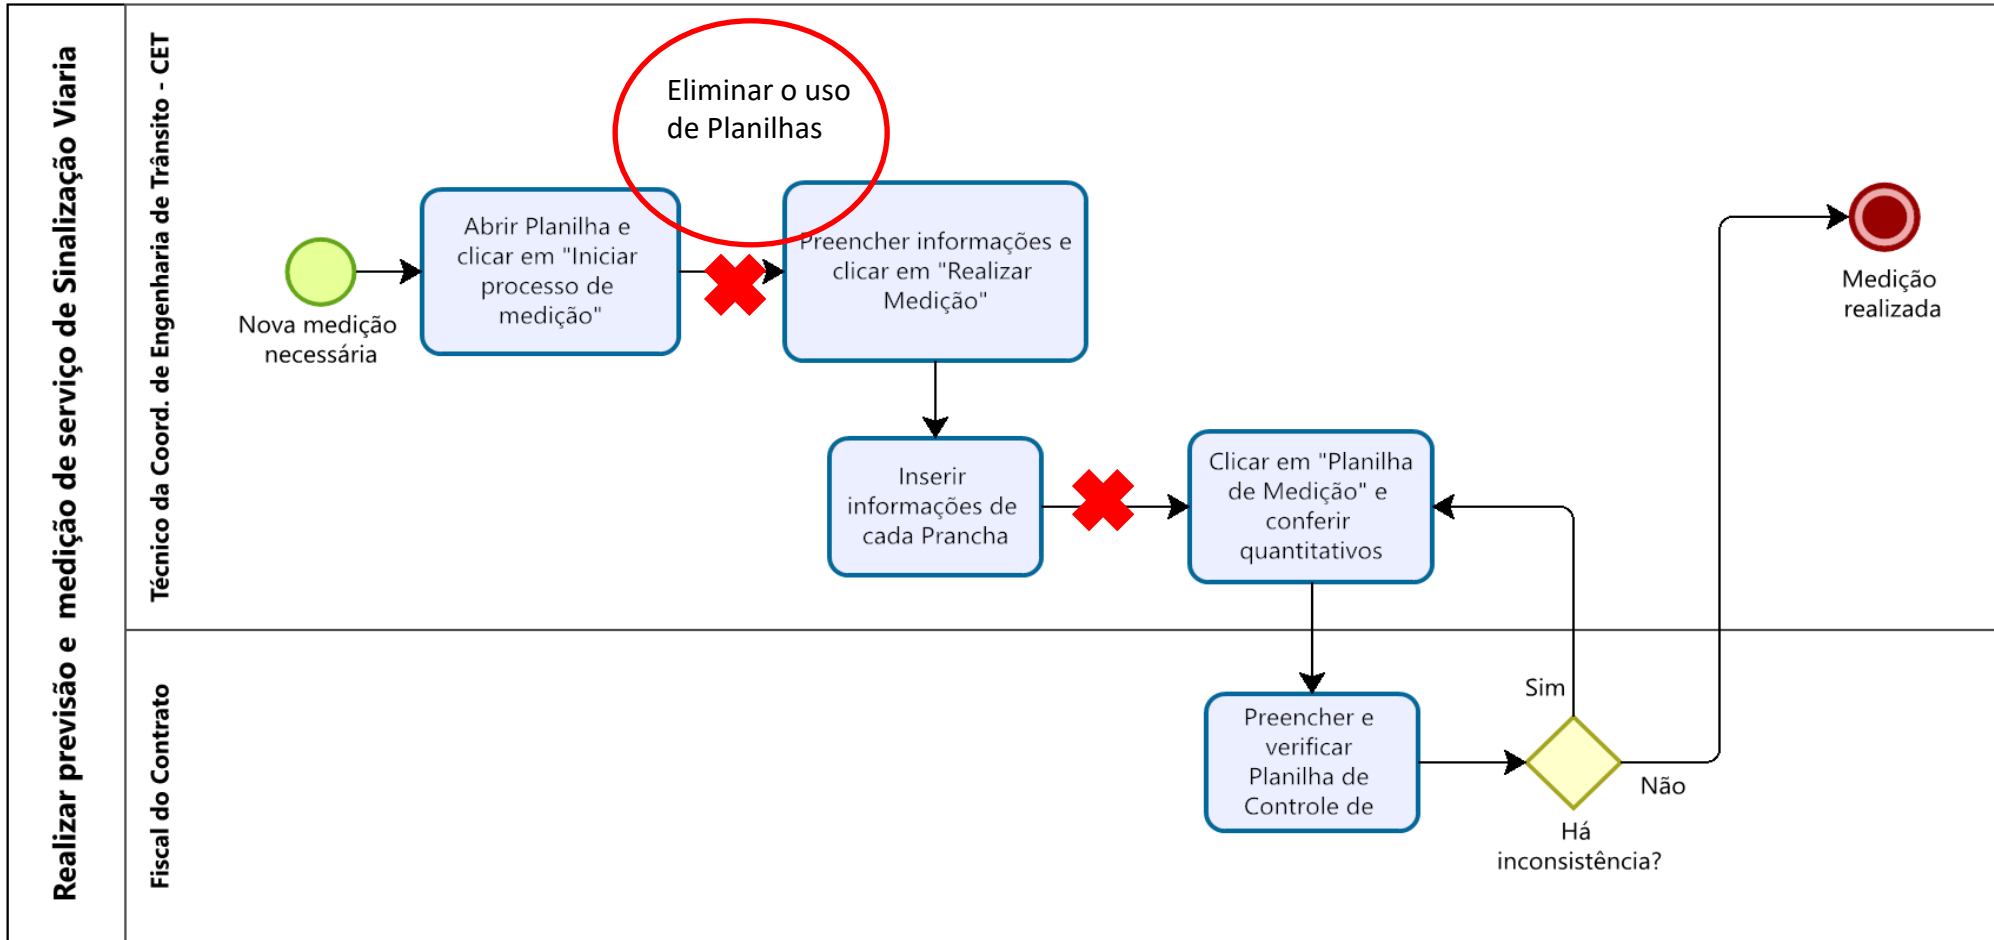 Realizar previsão e medição de serviço de Sinalização Viaria
Técnico da Coord. de Engenharia de Trânsito - CET
Eliminar o uso
de Planilhas
Nova medição
necessária
Abrir Planilha e
clicar em "Iniciar
processo de
medição"
Preencher informações e
clicar em "Realizar
Medição"
Medição
realizada
Inserir
informações de
cada Prancha
Clicar em "Planilha
de Medição" e
conferir
quantitativos
Fiscal do Contrato
Preencher e
verificar
Planilha de
Controle de
Sim
Não
Há
inconsistência?